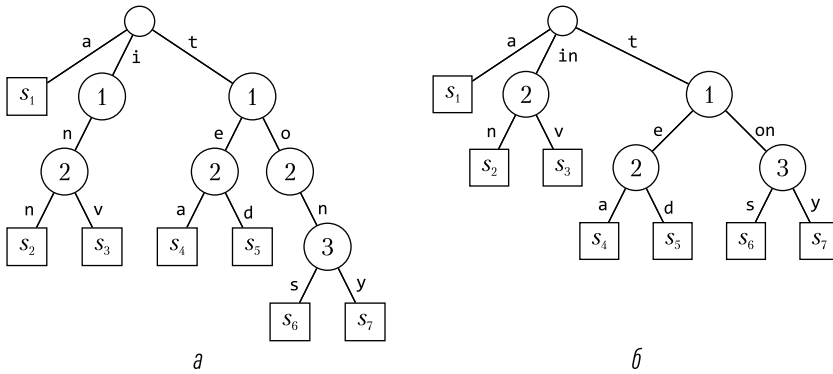 a i t a in t
s₁ 1 1 s₁ 2 1
n e o n v e on
2 2 2 s₂ s₃ 2 3
n v a d n a d s y
s₂ s₃ s₄ s₅ 3 s₄ s₅ s₆ s₇
s y
s₆ s₇
а б